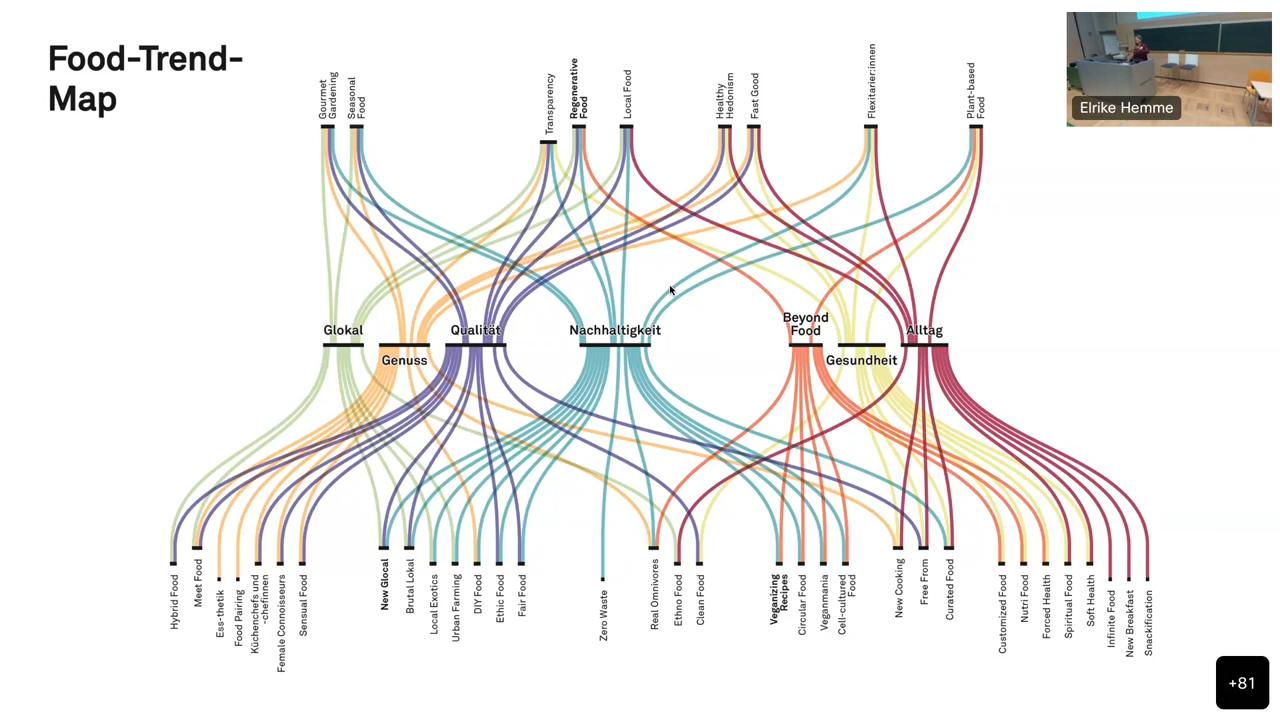 Food-Trend-
Map
Gourmet
Gardening
Seasonal
Food
Transparency
Regenerative
Food
Local Food
Healthy
Hedonism
Fast Good
Flexitarier:innen
Plant-based
Food
Elrike Hemme
Glokal
Genuss
Qualität
Nachhaltigkeit
Beyond
Food
Gesundheit
Alltag
Hybrid Food
Meet Food
Ess-thetik
Food Pairing
Küchenchefs und
-chefinnen
Female Connoisseurs
Sensual Food
New Glocal
Brutal Lokal
Local Exotics
Urban Farming
DIY Food
Ethic Food
Fair Food
Zero Waste
Real Omnivores
Ethno Food
Clean Food
Veganizing
Recipes
Circular Food
Veganmania
Cell-cultured
Food
New Cooking
Free From
Curated Food
Customized Food
Nutri Food
Forced Health
Spiritual Food
Soft Health
Infinite Food
New Breakfast
Snackification
+81